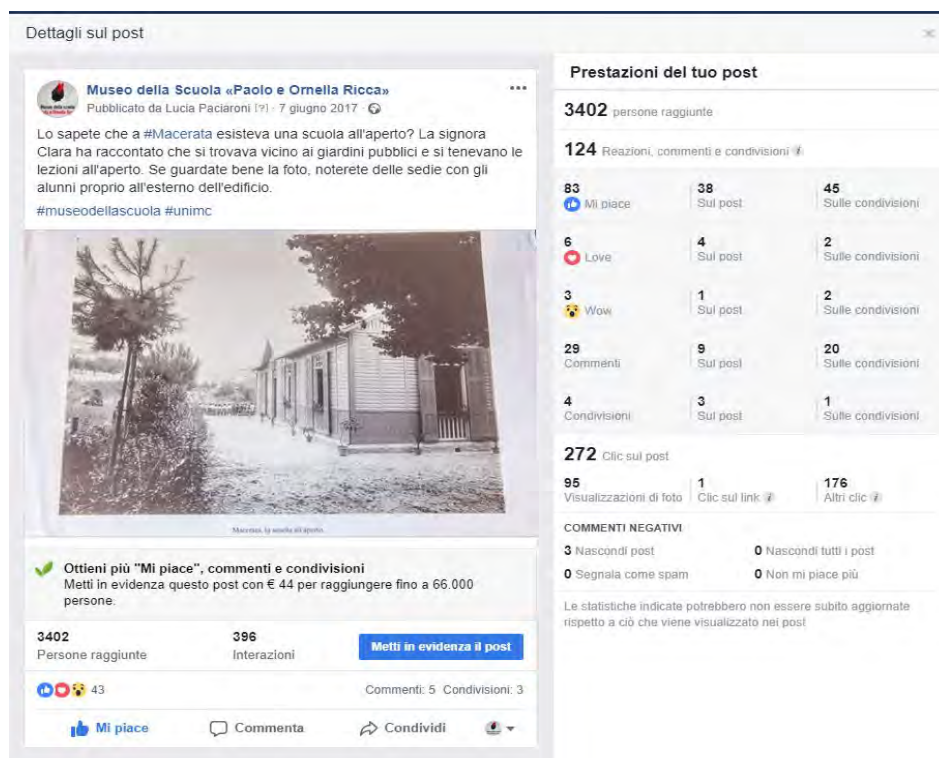 Dettagli sul post
Museo della Scuola «Paolo e Ornella Ricca»
Pubblicato da Lucia Paciaroni [?] · 7 giugno 2017 ·
Lo sapete che a #Macerata esisteva una scuola all'aperto? La signora
Clara ha raccontato che si trovava vicino ai giardini pubblici e si tenevano le
lezioni all'aperto. Se guardate bene la foto, noterete delle sedie con gli
alunni proprio all'esterno dell'edificio.
#museodellascuola #unimc
Macerata, la scuola all'aperto.
Ottieni più "Mi piace", commenti e condivisioni
Metti in evidenza questo post con € 44 per raggiungere fino a 66.000
persone.
3402 396
Persone raggiunte Interazioni Metti in evidenza il post
43 Commenti: 5 Condivisioni: 3
Mi piace Commenta Condividi
Prestazioni del tuo post
3402 persone raggiunte
124 Reazioni, commenti e condivisioni
83 38 45
Mi piace Sul post Sulle condivisioni
6 4 2
Love Sul post Sulle condivisioni
3 1 2
Wow Sul post Sulle condivisioni
29 9 20
Commenti Sul post Sulle condivisioni
4 3 1
Condivisioni Sul post Sulle condivisioni
272 Clic sul post
95 1 176
Visualizzazioni di foto Clic sul link Altri clic
COMMENTI NEGATIVI
3 Nascondi post 0 Nascondi tutti i post
0 Segnala come spam 0 Non mi piace più
Le statistiche indicate potrebbero non essere subito aggiornate
rispetto a ciò che viene visualizzato nei post